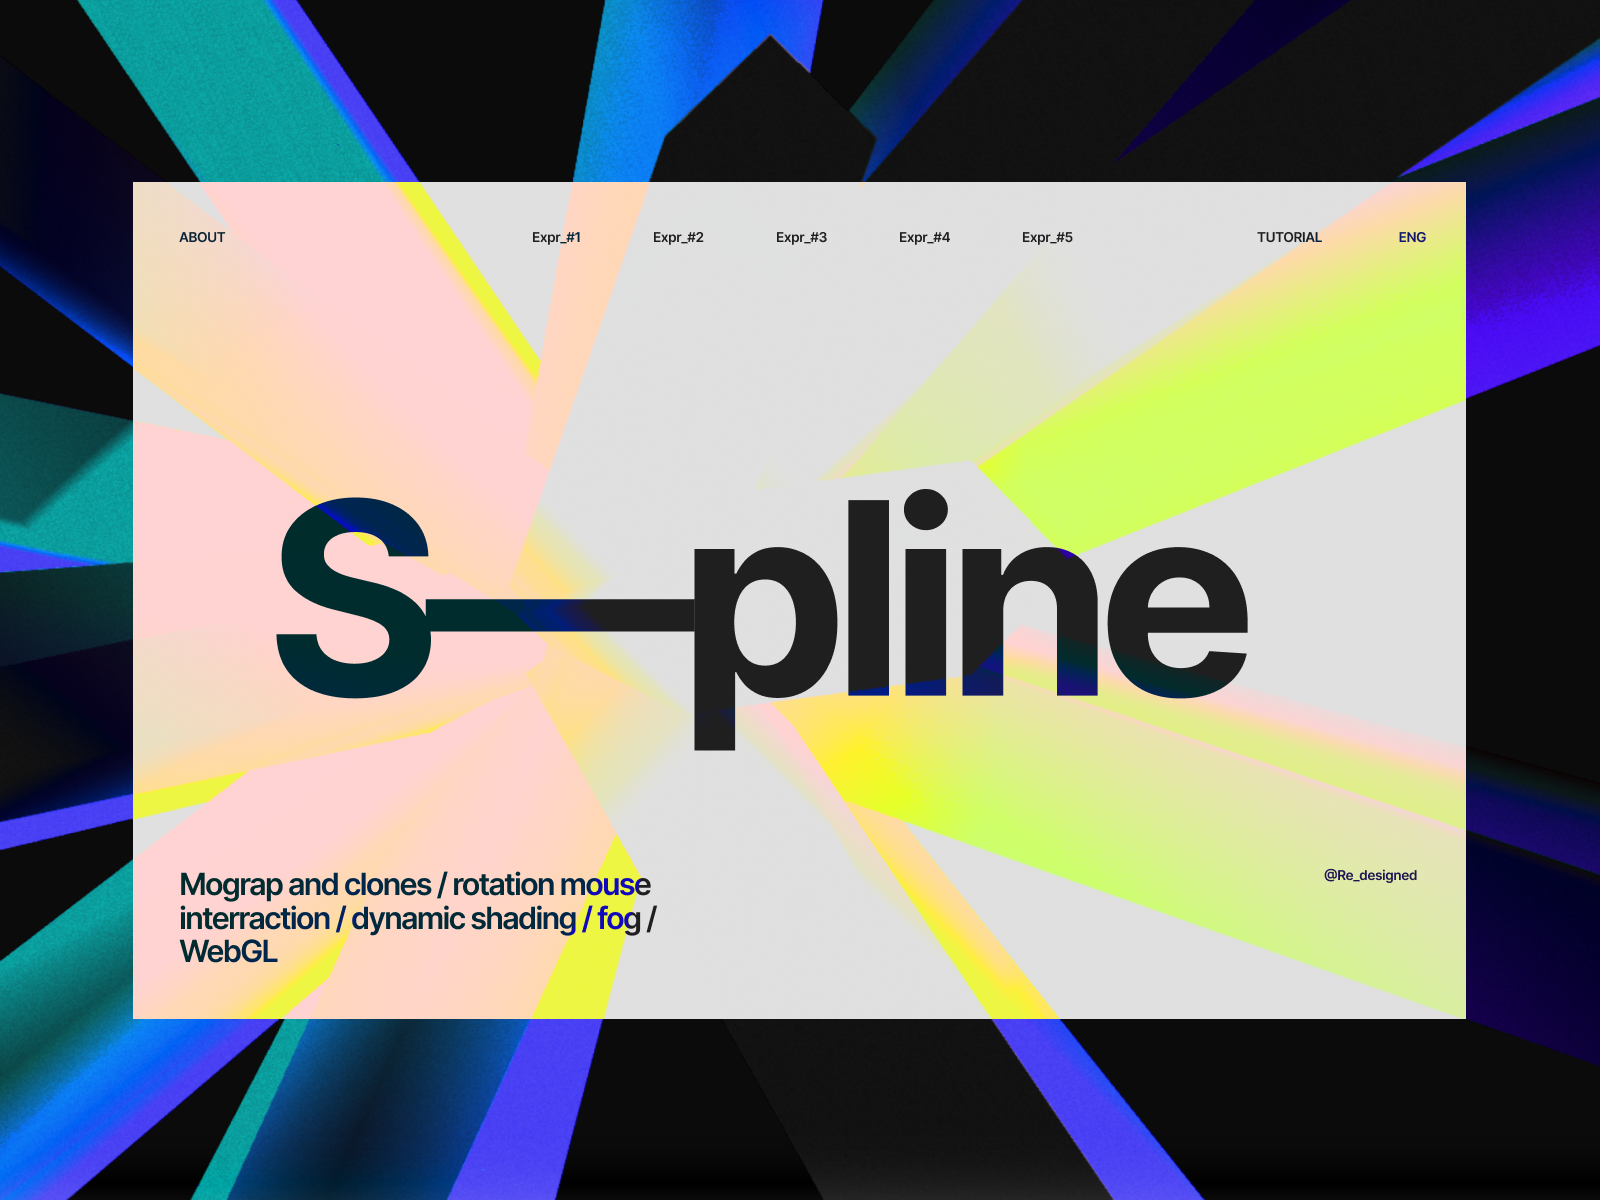 ABOUT Expr_#1 Expr_#2 Expr_#3 Expr_#4 Expr_#5 TUTORIAL ENG
S—pline
Mograp and clones / rotation mouse
interraction / dynamic shading / fog /
WebGL
@Re_designed